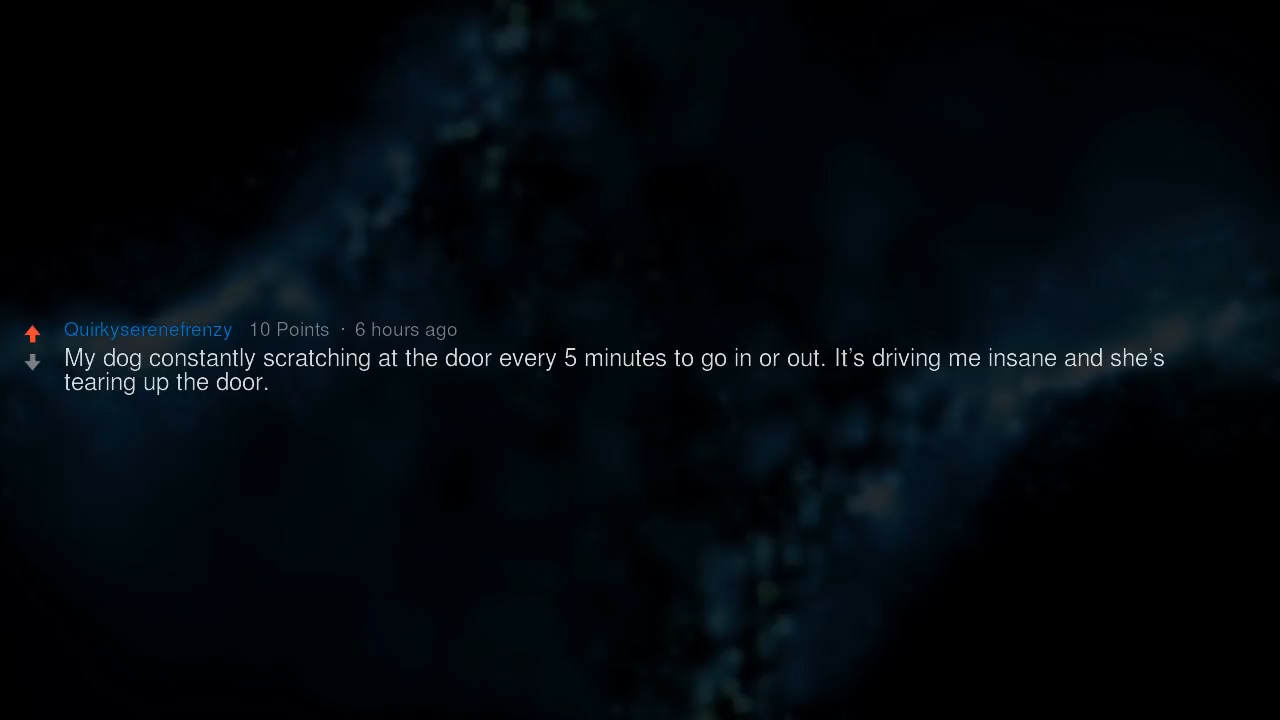 Quirkyserenefrenzy 10 Points · 6 hours ago
My dog constantly scratching at the door every 5 minutes to go in or out. It's driving me insane and she's
tearing up the door.